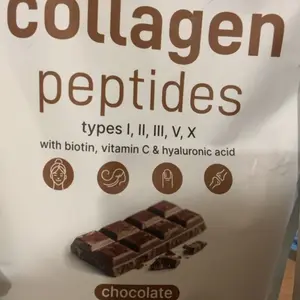 collagen
peptides
types I, II, III, V, X
with biotin, vitamin C & hyaluronic acid
chocolate